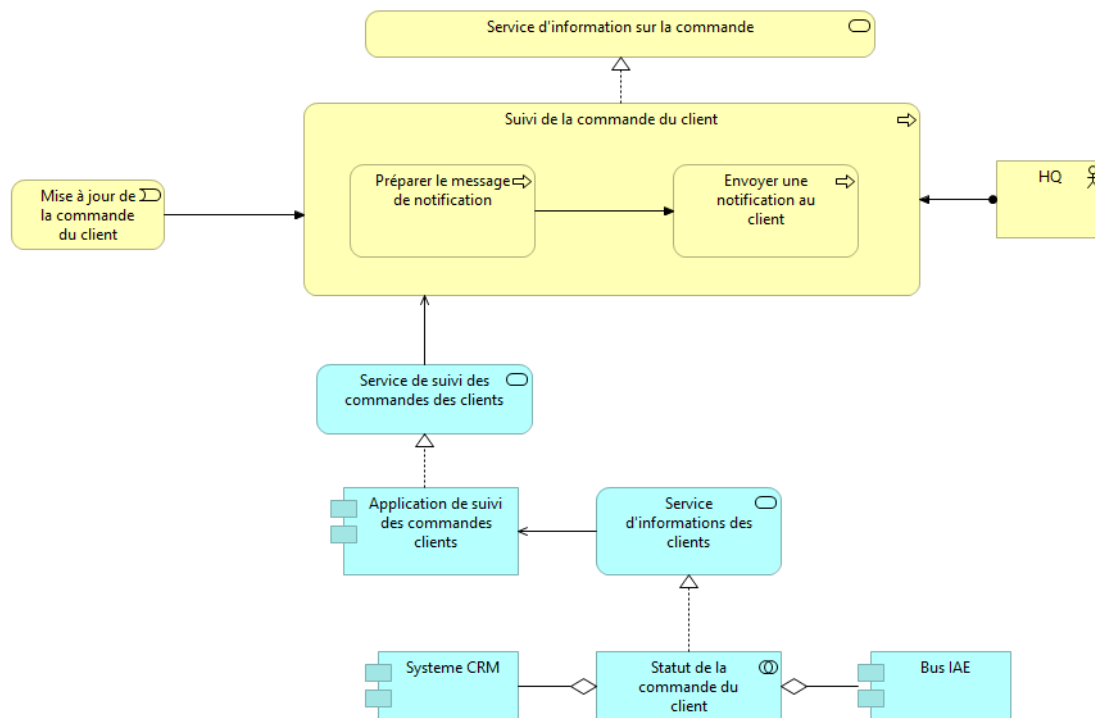 Service d'information sur la commande
Suivi de la commande du client
Mise à jour de
la commande
du client
Préparer le message
de notification
Envoyer une
notification au
client
HQ
Service de suivi des
commandes des clients
Application de suivi
des commandes
clients
Service
d'informations des
clients
Systeme CRM
Statut de la
commande du
client
Bus IAE